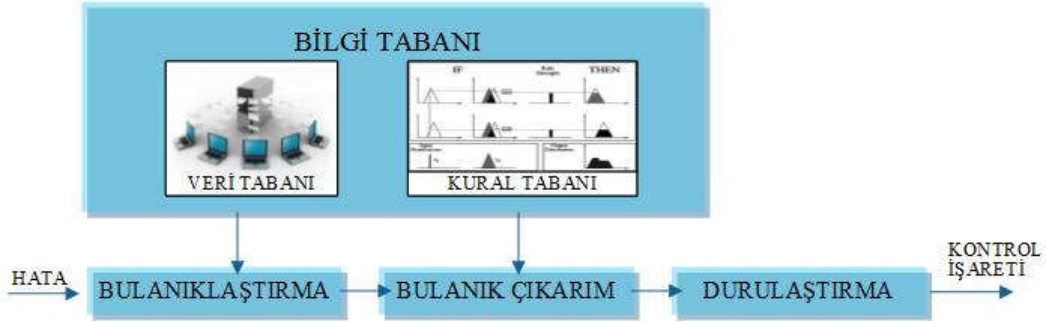 BİLGİ TABANI
IF
THEN
VERİ TABANI
KURAL TABANI
HATA
BULANIKLAŞTIRMA
BULANIK ÇIKARIM
DURULAŞTIRMA
KONTROL
İŞARETİ